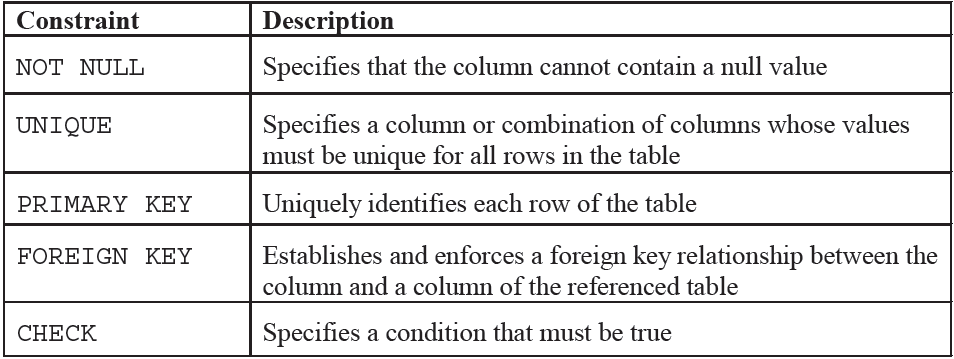 Constraint Description
NOT NULL Specifies that the column cannot contain a null value
UNIQUE Specifies a column or combination of columns whose values
must be unique for all rows in the table
PRIMARY KEY Uniquely identifies each row of the table
FOREIGN KEY Establishes and enforces a foreign key relationship between the
column and a column of the referenced table
CHECK Specifies a condition that must be true